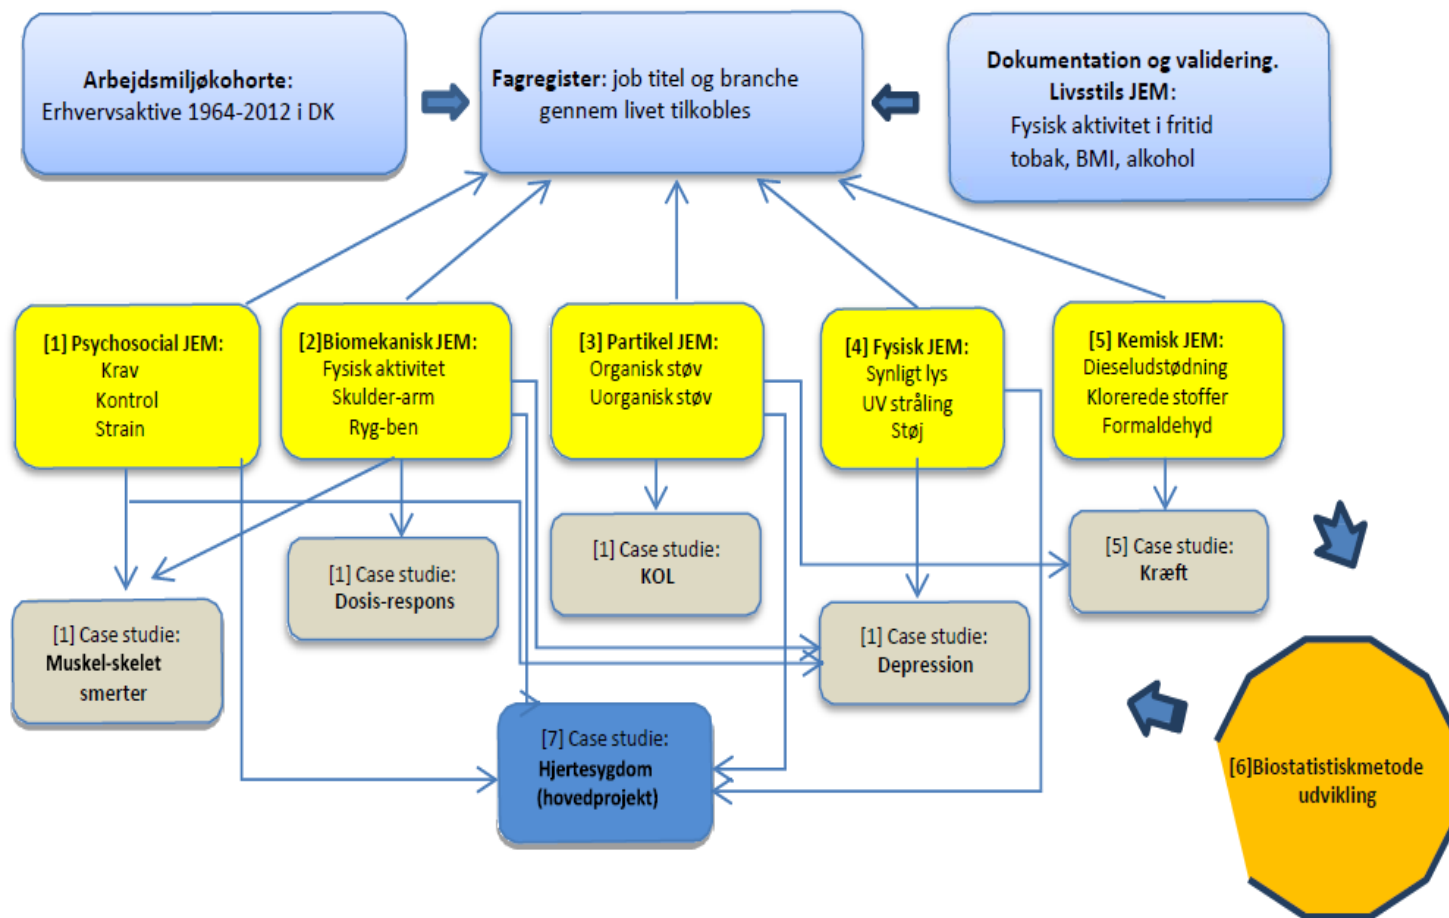 Arbejdsmiljøkohorte:
Erhvervsaktive 1964-2012 i DK
Fagregister: job titel og branche
gennem livet tilkobles
Dokumentation og validering.
Livsstils JEM:
Fysisk aktivitet i fritid
tobak, BMI, alkohol
[1] Psychosocial JEM:
Krav
Kontrol
Strain
[2]Biomekanisk JEM:
Fysisk aktivitet
Skulder-arm
Ryg-ben
[3] Partikel JEM:
Organisk støv
Uorganisk støv
[4] Fysisk JEM:
Synligt lys
UV stråling
Støj
[5] Kemisk JEM:
Dieseludstødning
Klorerede stoffer
Formaldehyd
[1] Case studie:
Muskel-skelet
smerter
[1] Case studie:
Dosis-respons
[1] Case studie:
KOL
[1] Case studie:
Depression
[5] Case studie:
Kræft
[7] Case studie:
Hjertesygdom
(hovedprojekt)
[6]Biostatistiskmetode
udvikling